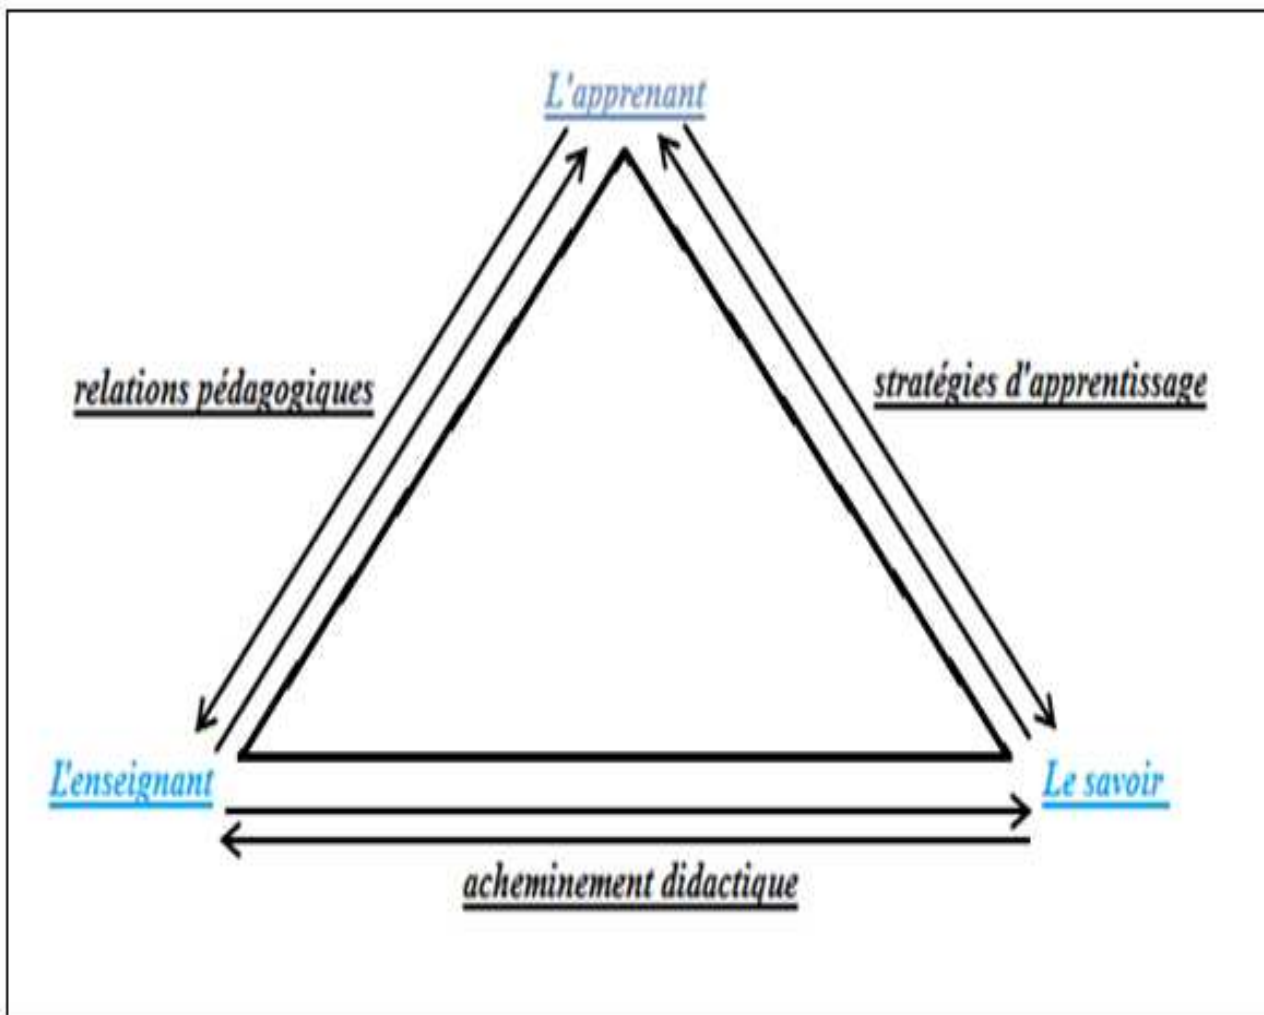 L'apprenant
relations pédagogiques
stratégies d'apprentissage
L'enseignant
Le savoir
acheminement didactique